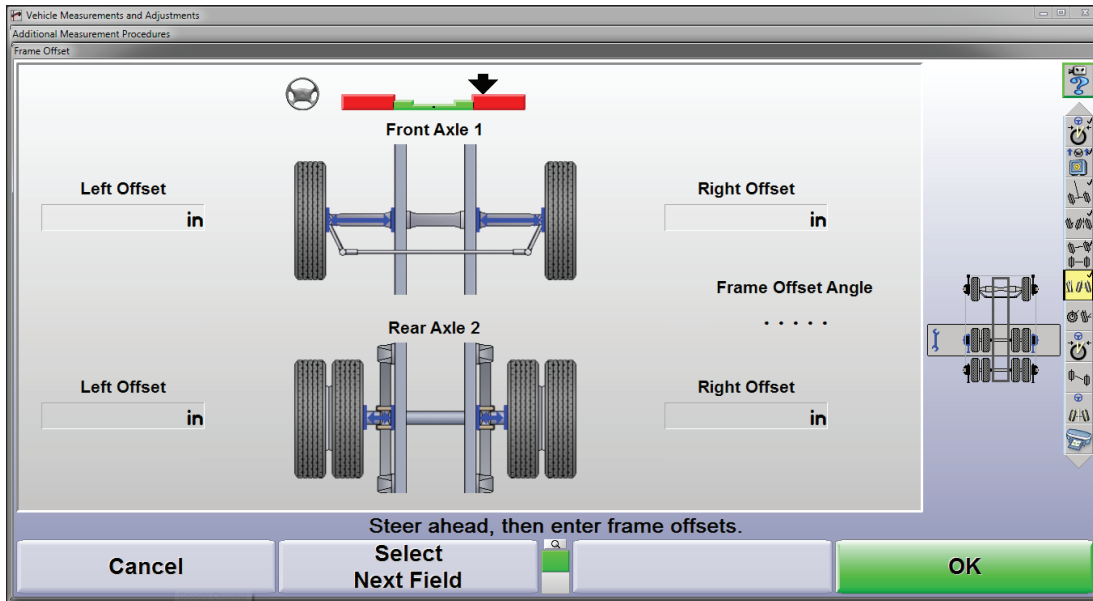 Vehicle Measurements and Adjustments
Additional Measurement Procedures
Frame Offset
Front Axle 1
Left Offset
in
Right Offset
in
Frame Offset Angle
. . . . .
Rear Axle 2
Left Offset
in
Right Offset
in
Steer ahead, then enter frame offsets.
Cancel
Select
Next Field
OK